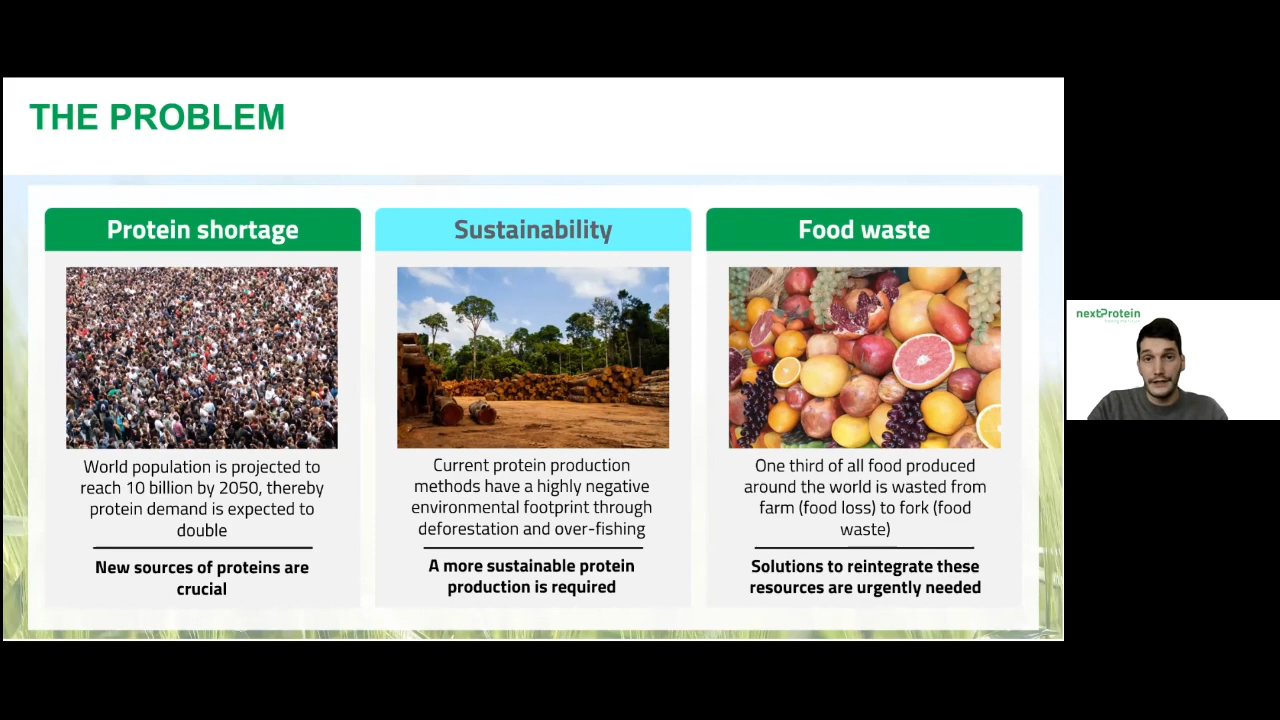 THE PROBLEM
Protein shortage
World population is projected to
reach 10 billion by 2050, thereby
protein demand is expected to
double
New sources of proteins are
crucial
Sustainability
Current protein production
methods have a highly negative
environmental footprint through
deforestation and over-fishing
A more sustainable protein
production is required
Food waste
One third of all food produced
around the world is wasted from
farm (food loss) to fork (food
waste)
Solutions to reintegrate these
resources are urgently needed
nextProtein